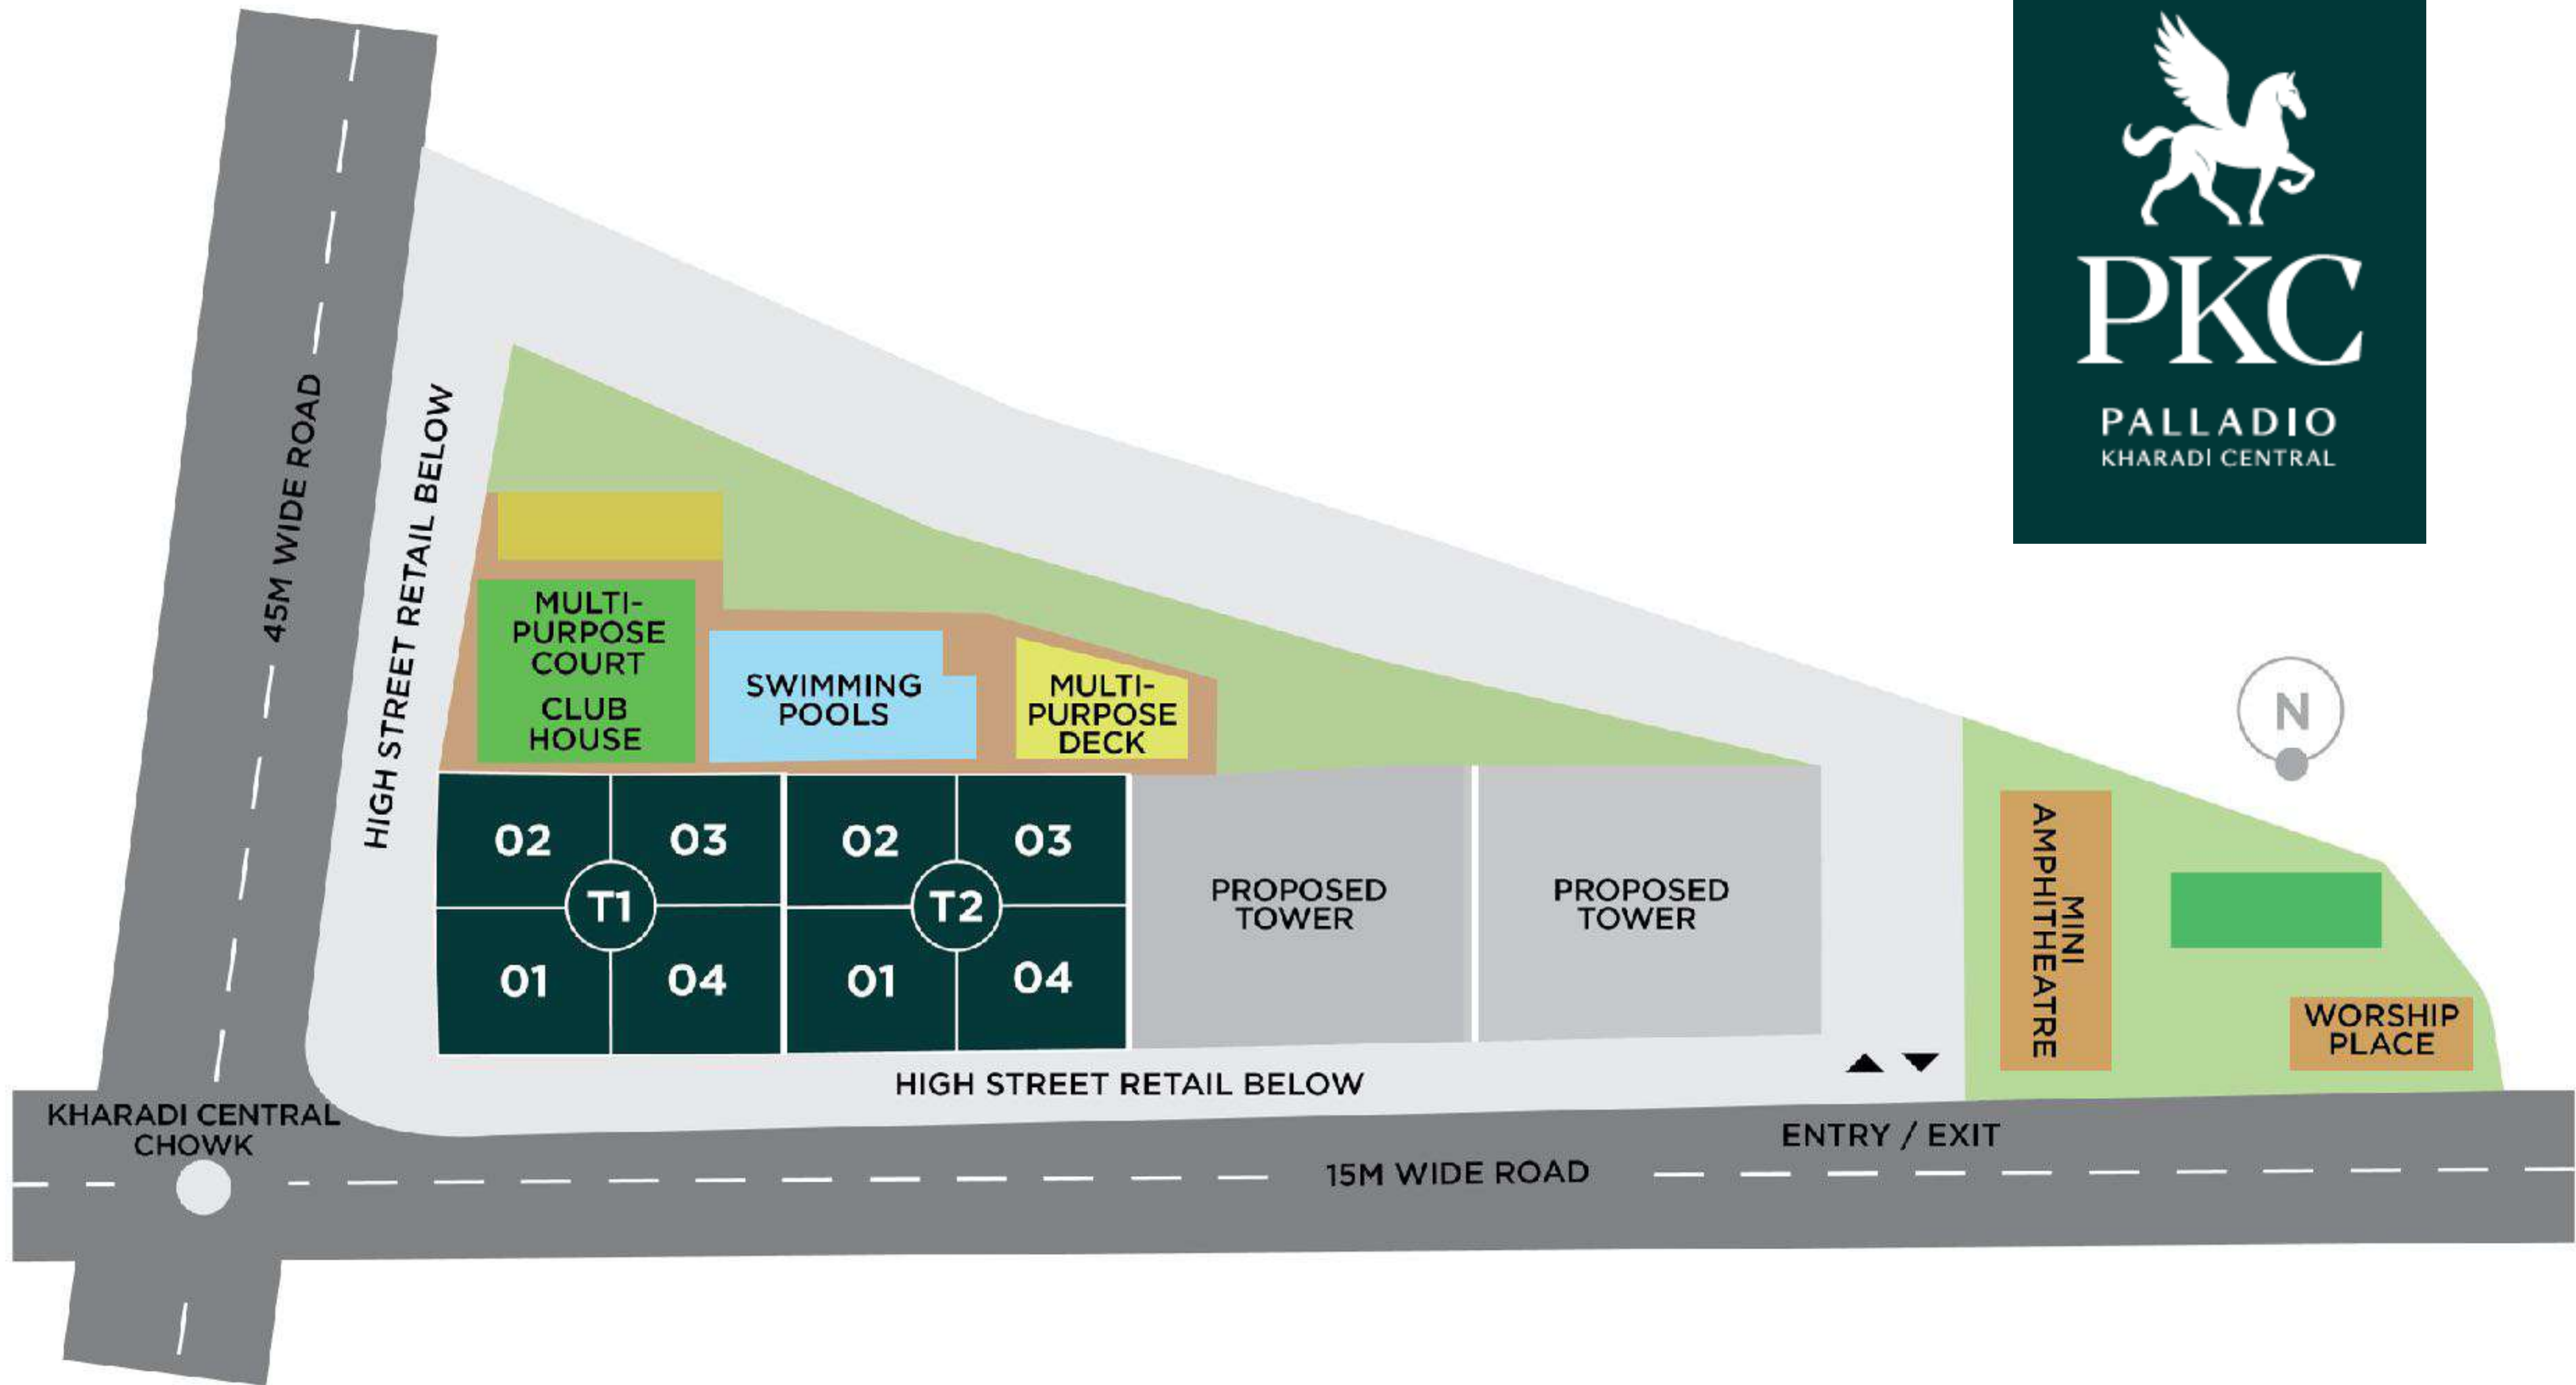 PKC
PALLADIO
KHARADI CENTRAL
N
45M WIDE ROAD
HIGH STREET RETAIL BELOW
MULTI-
PURPOSE
COURT
CLUB
HOUSE
SWIMMING
POOLS
MULTI-
PURPOSE
DECK
02
03
T1
01
04
02
03
T2
01
04
PROPOSED
TOWER
PROPOSED
TOWER
MINI
AMPHITHEATRE
WORSHIP
PLACE
HIGH STREET RETAIL BELOW
KHARADI CENTRAL
CHOWK
ENTRY / EXIT
15M WIDE ROAD